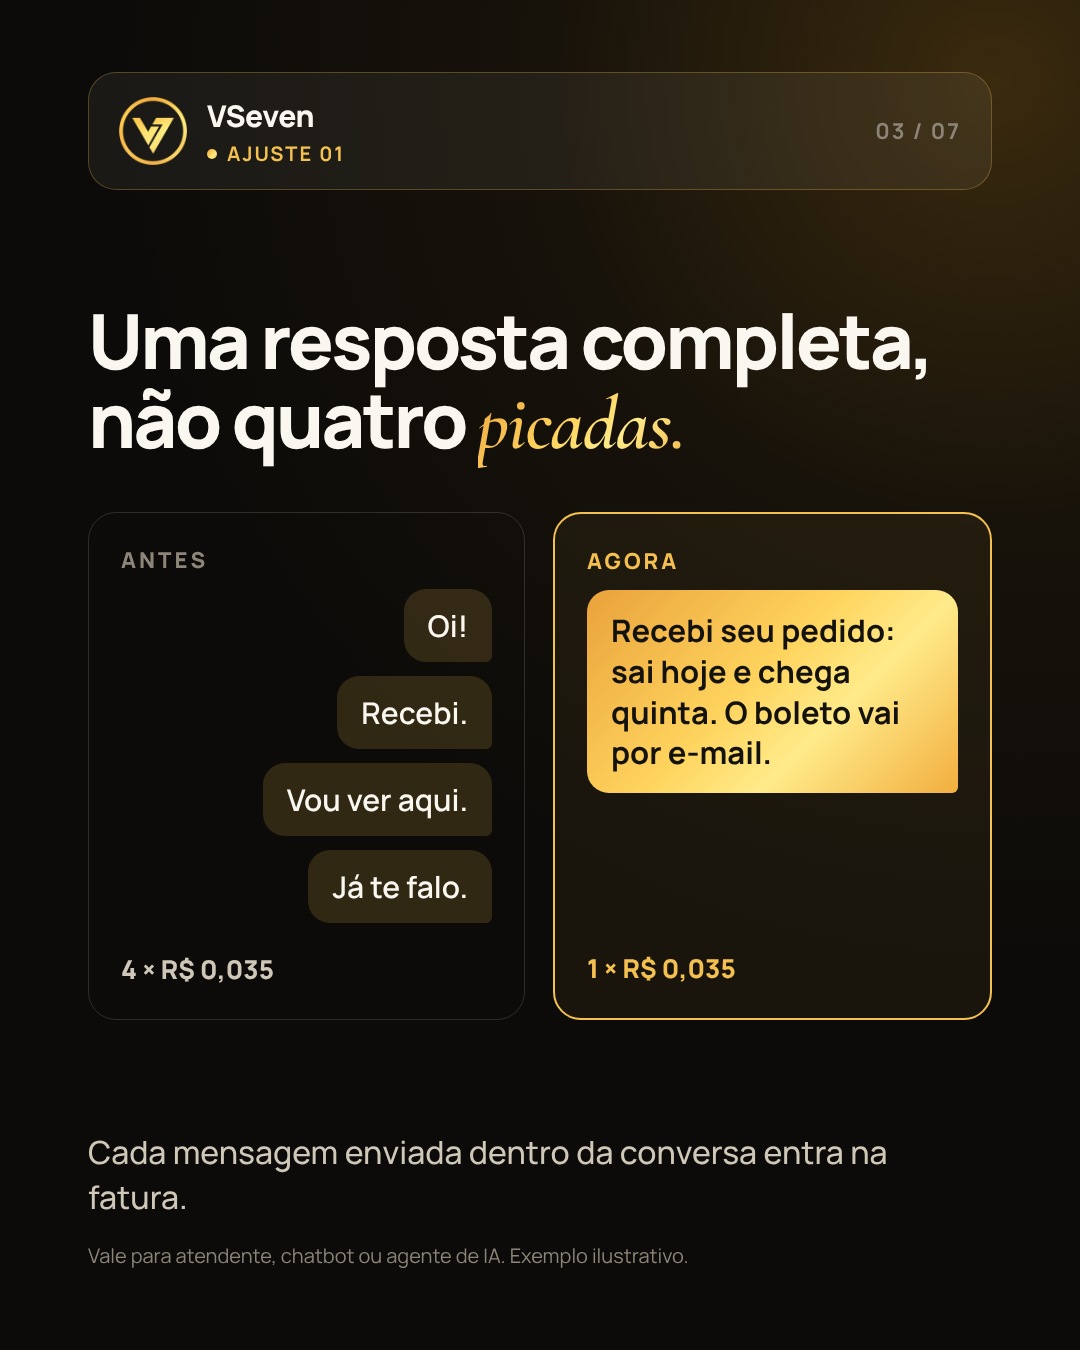 VSeven
AJUSTE 01
03 / 07
Uma resposta completa,
não quatro picadas.
ANTES
Oi!
Recebi.
Vou ver aqui.
Já te falo.
4 × R$ 0,035
AGORA
Recebi seu pedido:
sai hoje e chega
quinta. O boleto vai
por e-mail.
1 × R$ 0,035
Cada mensagem enviada dentro da conversa entra na
fatura.
Vale para atendente, chatbot ou agente de IA. Exemplo ilustrativo.